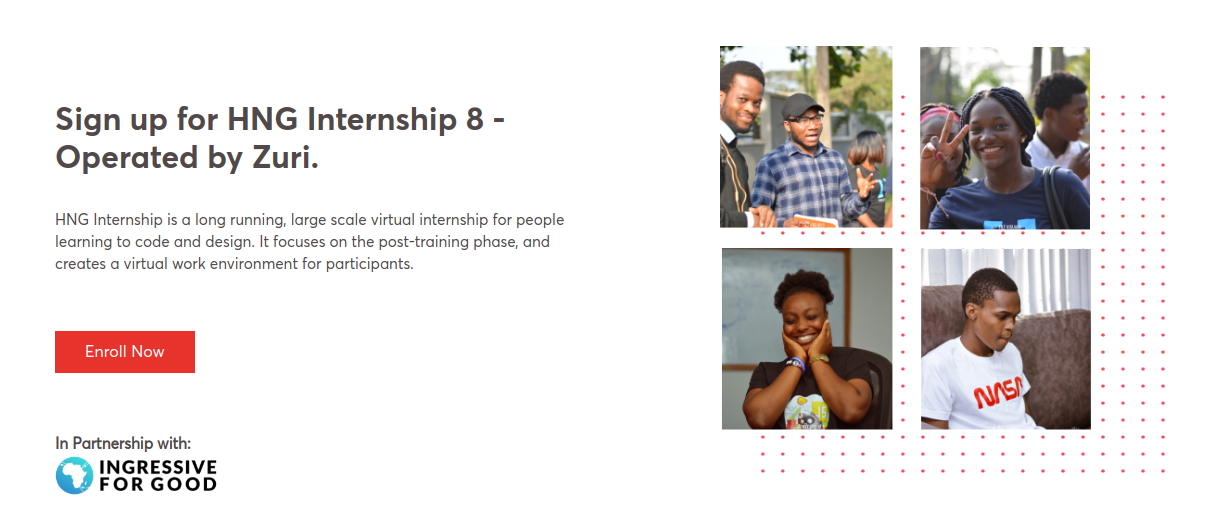 Sign up for HNG Internship 8 -
Operated by Zuri.
HNG Internship is a long running, large scale virtual internship for people
learning to code and design. It focuses on the post-training phase, and
creates a virtual work environment for participants.
Enroll Now
In Partnership with:
INGRESSIVE
FOR GOOD
NASA